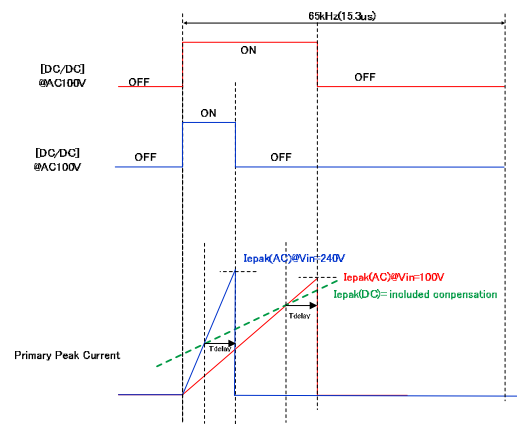 65kHz(15.3us)
ON
[DC/DC]
@AC100V
OFF
OFF
ON
[DC/DC]
@AC100V
OFF
OFF
Iepak(AC)@Vin=240V
Iepak(AC)@Vin=100V
Iepak(DC)= included conpensation
Tdelay
Tdelay
Primary Peak Current